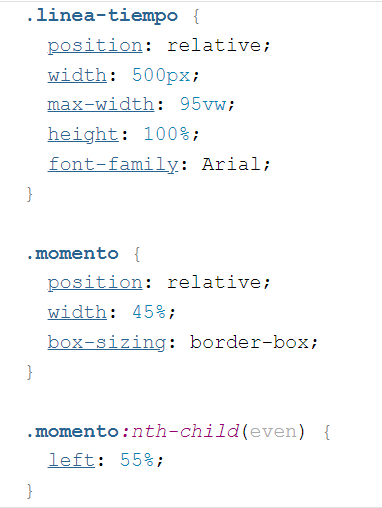 .linea-tiempo {
  position: relative;
  width: 500px;
  max-width: 95vw;
  height: 100%;
  font-family: Arial;
}

.momento {
  position: relative;
  width: 45%;
  box-sizing: border-box;
}

.momento:nth-child(even) {
  left: 55%;
}